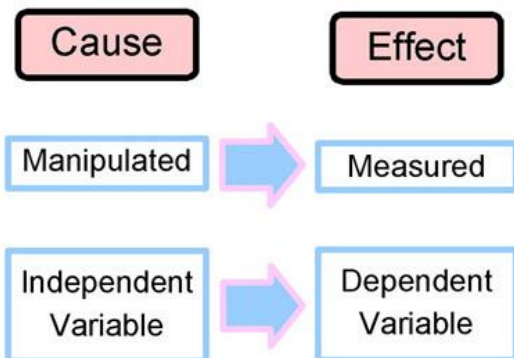 Cause
Effect
Manipulated
Measured
Independent
Variable
Dependent
Variable